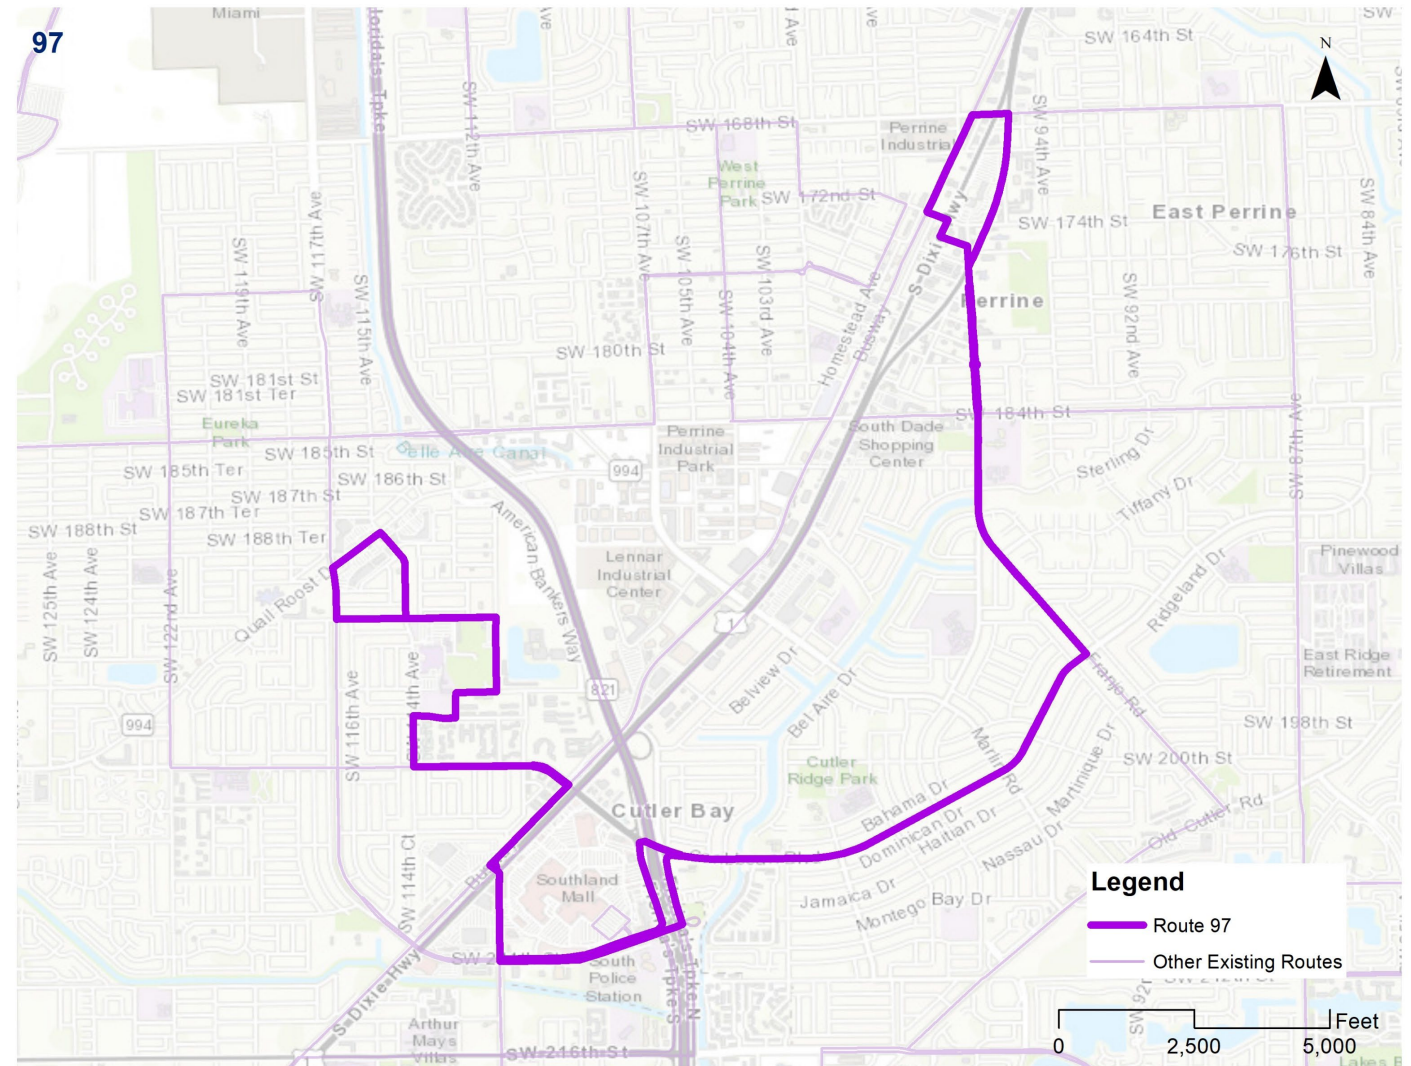 97
Miami
Florida's Tpke
SW 112th Ave
SW 164th St
N
SW
SW 168th St
Perrine
Industrial
SW 94th Ave
West
Perrine
Park
SW 172nd St
SW 107th Ave
SW 117th Ave
SW 119th Ave
SW 115th Ave
SW 105th Ave
SW 103rd Ave
SW 104th Ave
S Dixie Hwy
SW 174th St
East Perrine
SW 84th Ave
SW 176th St
Perrine
SW 92nd Ave
Homestead Ave
Busway
SW 180th St
SW 181st St
SW 181st Ter
Eureka
Park
SW 184th St
South Dade
Shopping
Center
SW 87th Ave
Perrine
Industrial
Park
SW 185th St
Belle Aire Canal
SW 185th Ter
SW 186th St
994
Sterling Dr
Tiffany Dr
SW 187th St
SW 187th Ter
SW 188th St
SW 188th Ter
American Bankers Way
Lennar
Industrial
Center
Pinewood
Villas
SW 125th Ave
SW 124th Ave
SW 122nd Ave
Quail Roost Dr
1
Ridgeland Dr
East Ridge
Retirement
Franjo Rd
Belview Dr
Bel Aire Dr
821
SW 116th Ave
SW 114th Ave
994
SW 198th St
Marlin Rd
Martinique Dr
SW 200th St
Cutler
Ridge Park
Cutler Bay
Bahama Dr
Dominican Dr
Haitian Dr
Nassau Dr
Old Cutler Rd
SW 114th Ct
Southland
Mall
Jamaica Dr
Montego Bay Dr
South
Police
Station
S Dixie Hwy
Arthur
Mays
Villas
SW 216th St
Legend
Route 97
Other Existing Routes
Feet
0
2,500
5,000